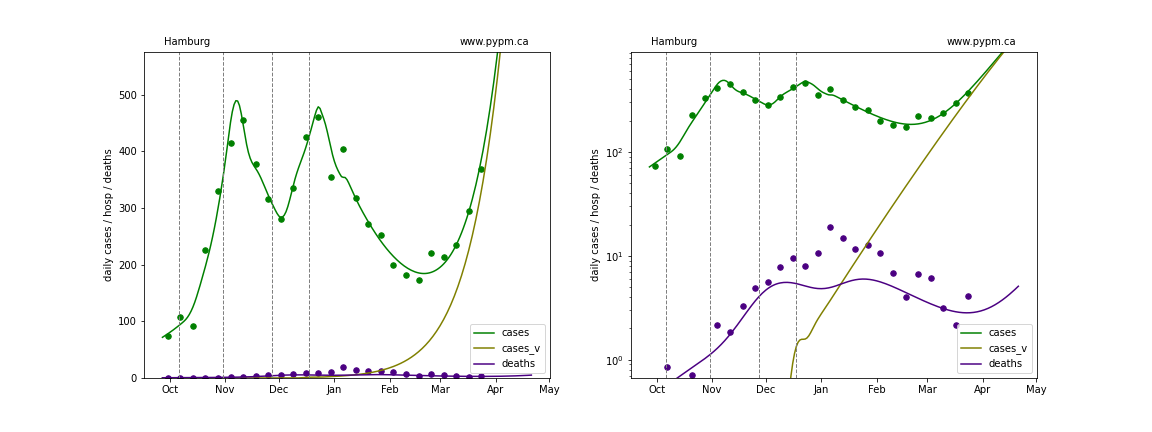 Hamburg www.pypm.ca
daily cases / hosp / deaths
500
400
300
200
100
0
cases
cases_v
deaths
Oct Nov Dec Jan Feb Mar Apr May
Hamburg www.pypm.ca
daily cases / hosp / deaths
10²
10¹
10⁰
cases
cases_v
deaths
Oct Nov Dec Jan Feb Mar Apr May